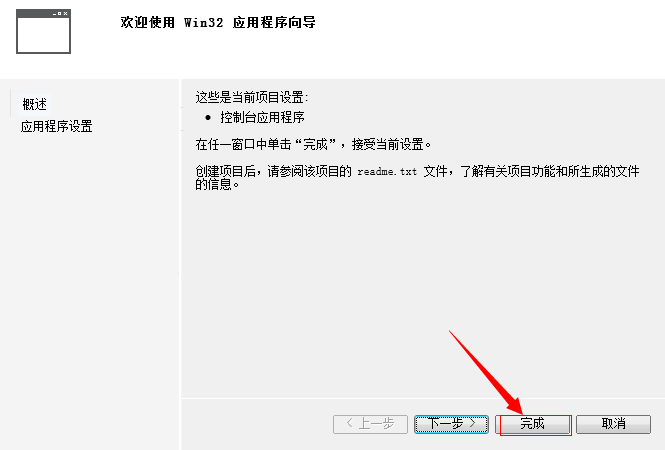 欢迎使用 Win32 应用程序向导
概述
应用程序设置
这些是当前项目设置:
● 控制台应用程序
在任一窗口中单击“完成”，接受当前设置。
创建项目后，请参阅该项目的 readme.txt 文件，了解有关项目功能和所生成的文件
的信息。
< 上一步
下一步 >
完成
取消